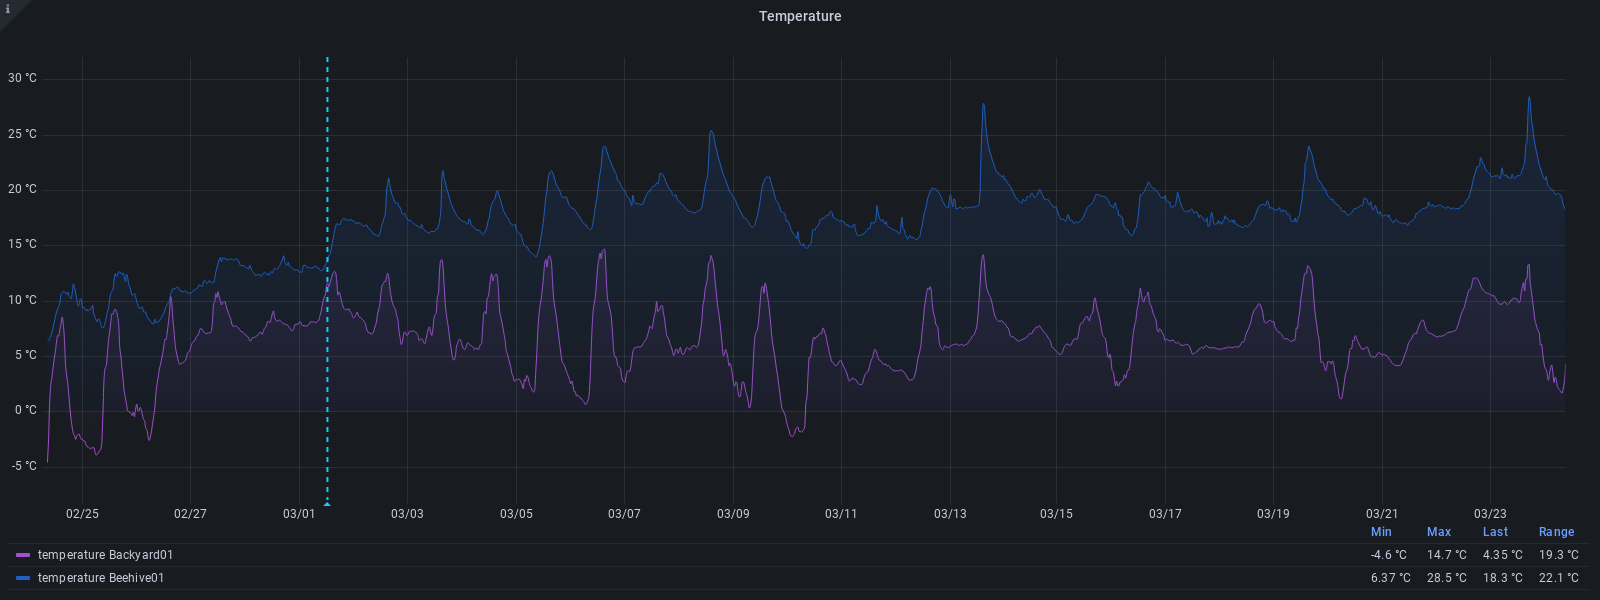 i
Temperature
30 °C
25 °C
20 °C
15 °C
10 °C
5 °C
0 °C
-5 °C
02/25 02/27 03/01 03/03 03/05 03/07 03/09 03/11 03/13 03/15 03/17 03/19 03/21 03/23
Min Max Last Range
temperature Backyard01 -4.6 °C 14.7 °C 4.35 °C 19.3 °C
temperature Beehive01 6.37 °C 28.5 °C 18.3 °C 22.1 °C